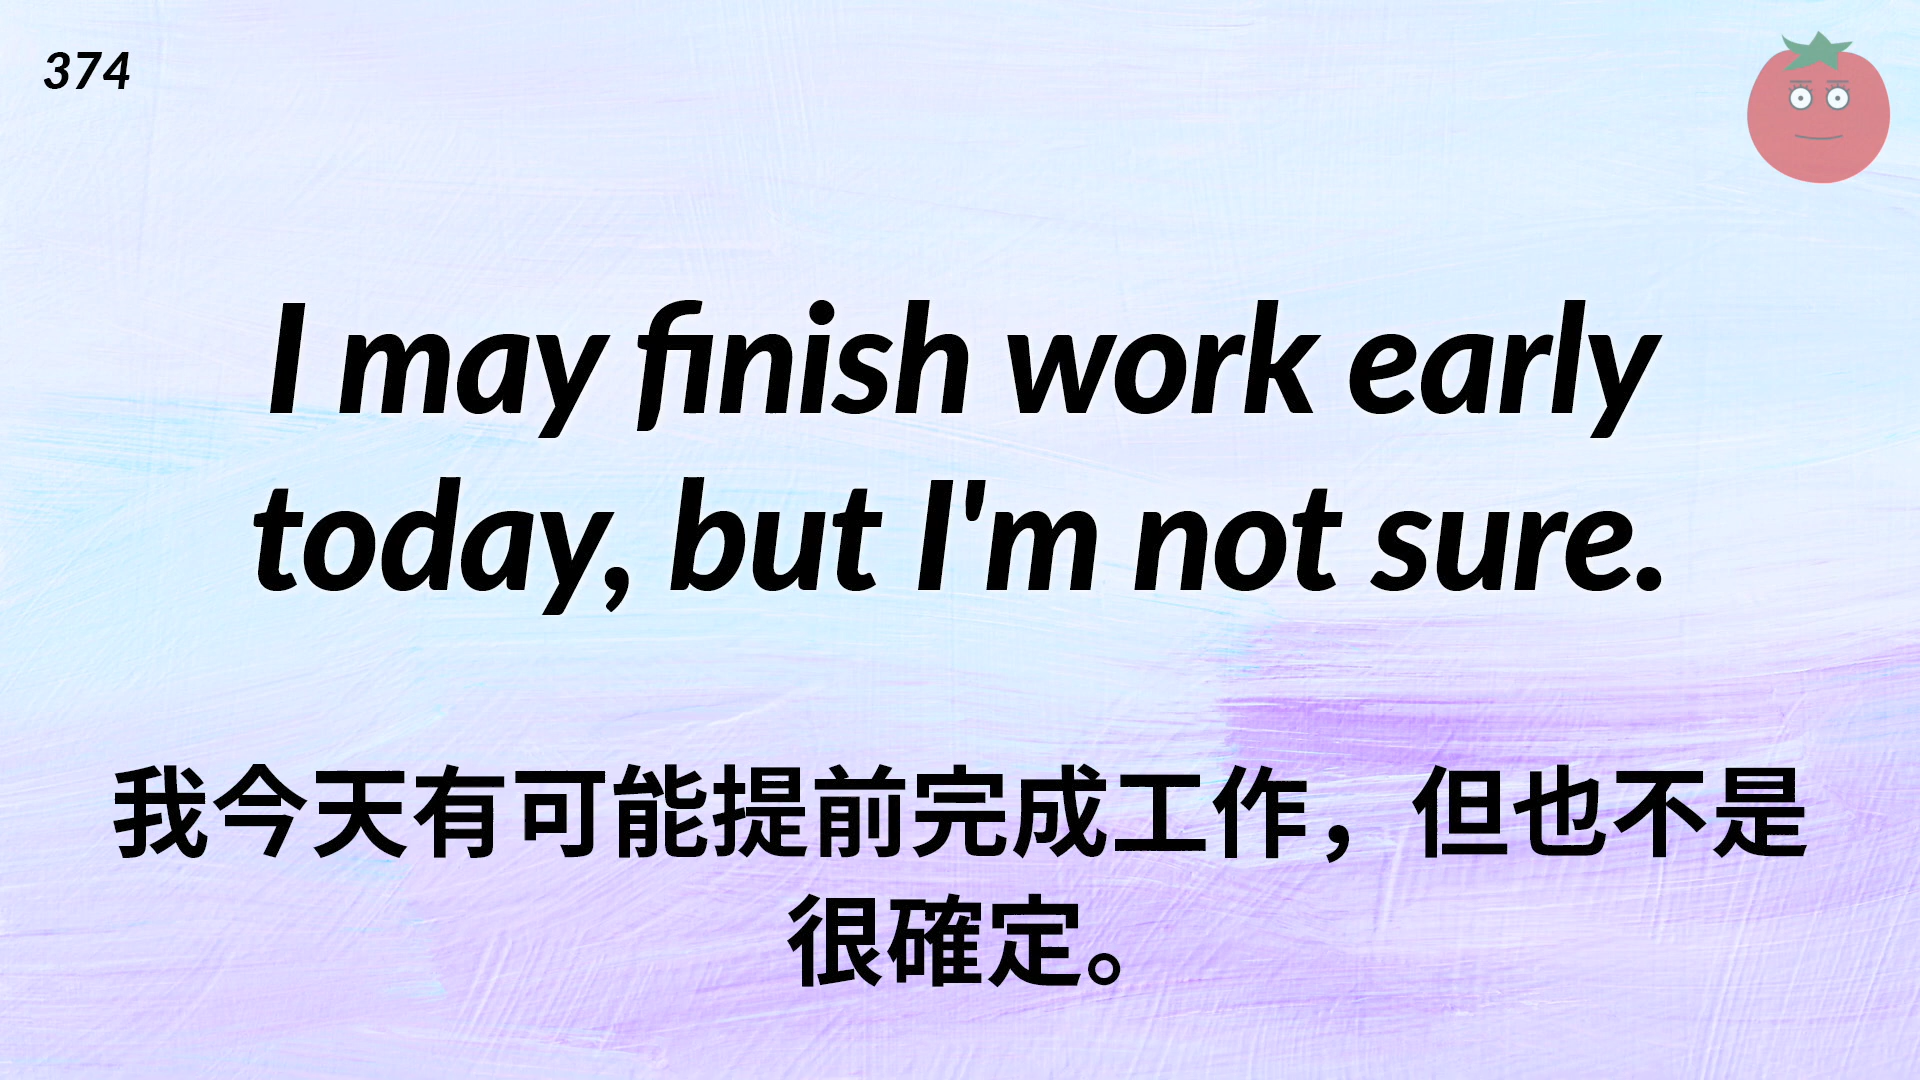 374
I may finish work early
today, but I'm not sure.
我今天有可能提前完成工作，但也不是
很確定。